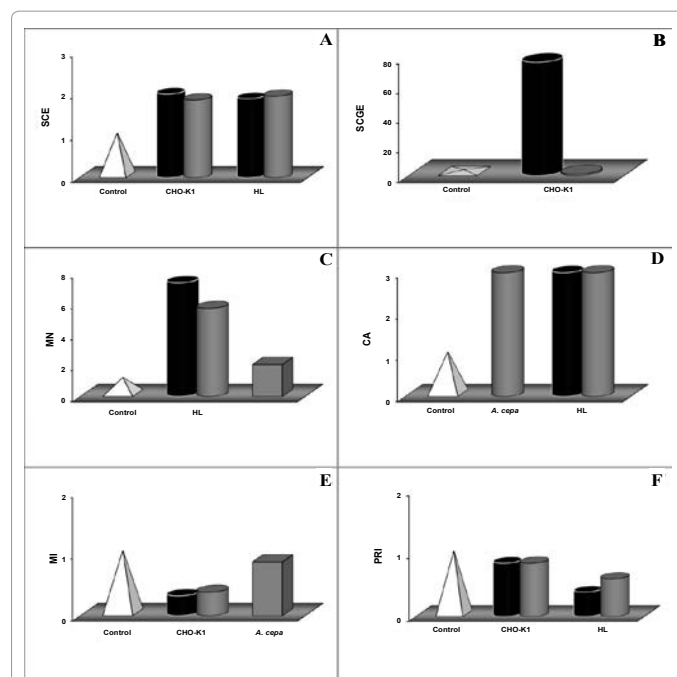 A
SCE
3
2
1
0
Control CHO-K1 HL
B
SCGE
80
60
40
20
0
Control CHO-K1
C
MN
8
6
4
2
0
Control HL
D
CA
3
2
1
0
Control A. cepa HL
E
MI
2
1
0
Control CHO-K1 A. cepa
F
PRI
2
1
0
Control CHO-K1 HL